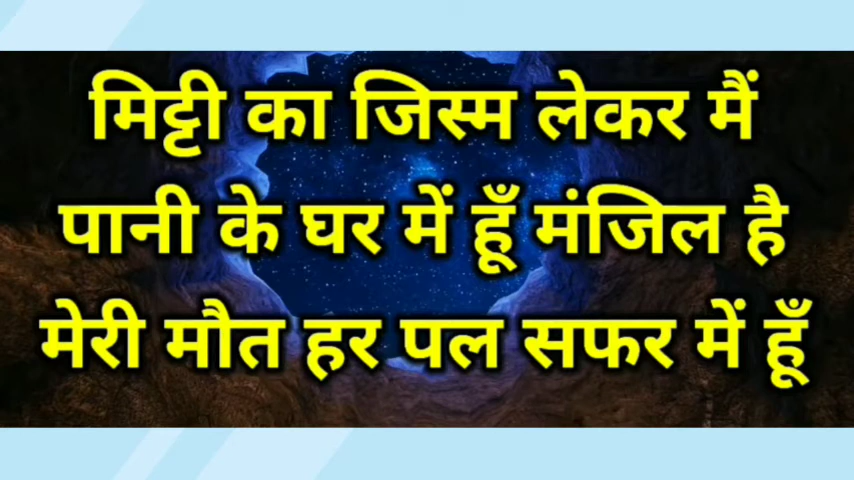 मिट्टी का जिस्म लेकर मैं
पानी के घर में हूँ मंजिल है
मेरी मौत हर पल सफर में हूँ